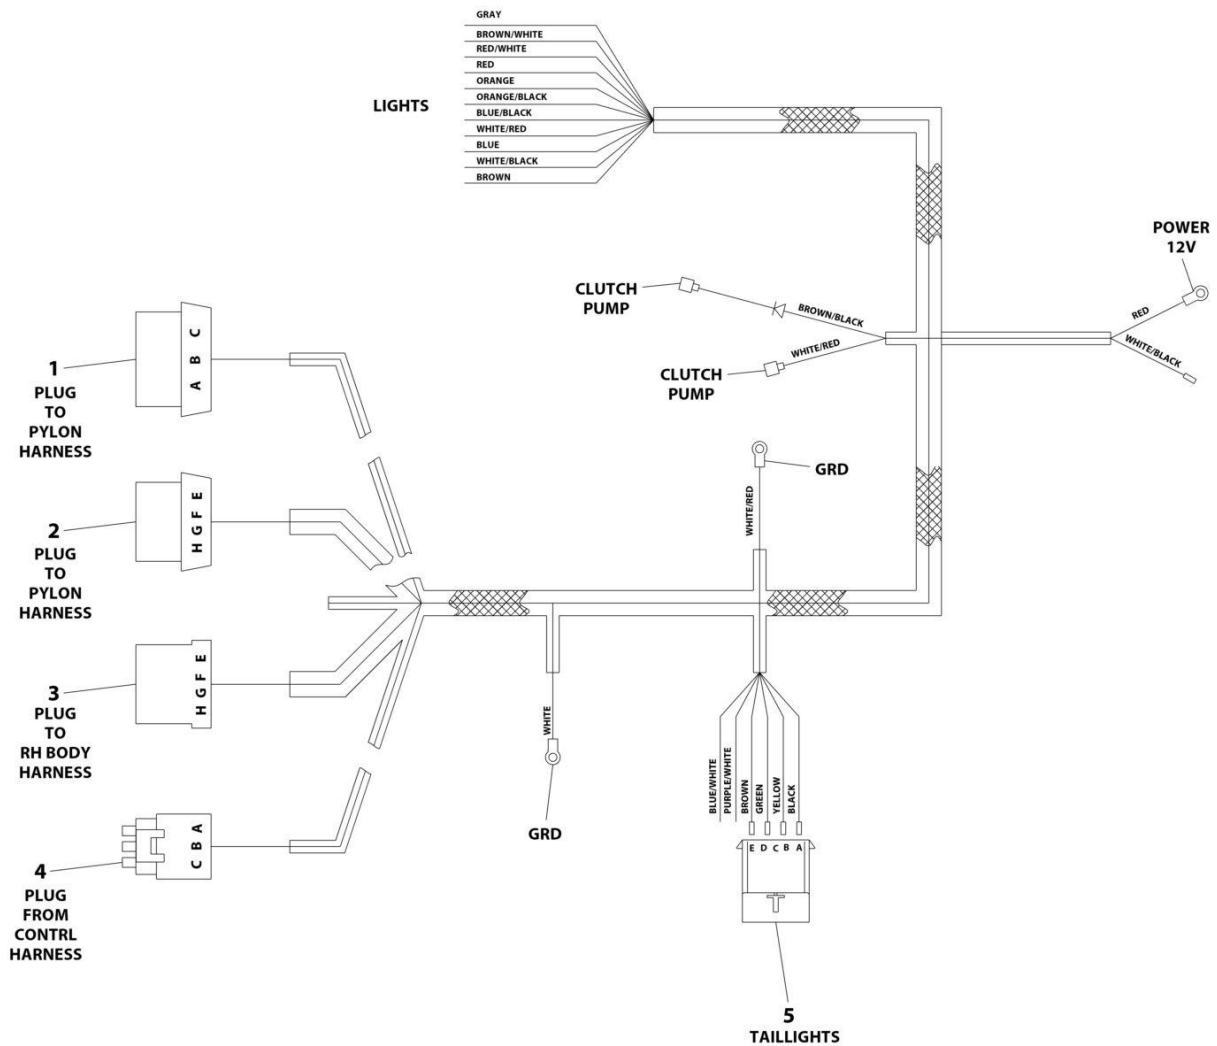 GRAY
BROWN/WHITE
RED/WHITE
RED
ORANGE
ORANGE/BLACK
BLUE/BLACK
WHITE/RED
BLUE
WHITE/BLACK
BROWN
LIGHTS
POWER
12V
RED
WHITE/BLACK
CLUTCH
PUMP
BROWN/BLACK
WHITE/RED
CLUTCH
PUMP
A B C
1
PLUG
TO
PYLON
HARNESS
GRD
WHITE/RED
H G F E
2
PLUG
TO
PYLON
HARNESS
H G F E
3
PLUG
TO
RH BODY
HARNESS
WHITE
GRD
BLUE/WHITE
PURPLE/WHITE
BROWN
GREEN
YELLOW
BLACK
E D C B A
C B A
4
PLUG
FROM
CONTRL
HARNESS
5
TAILLIGHTS